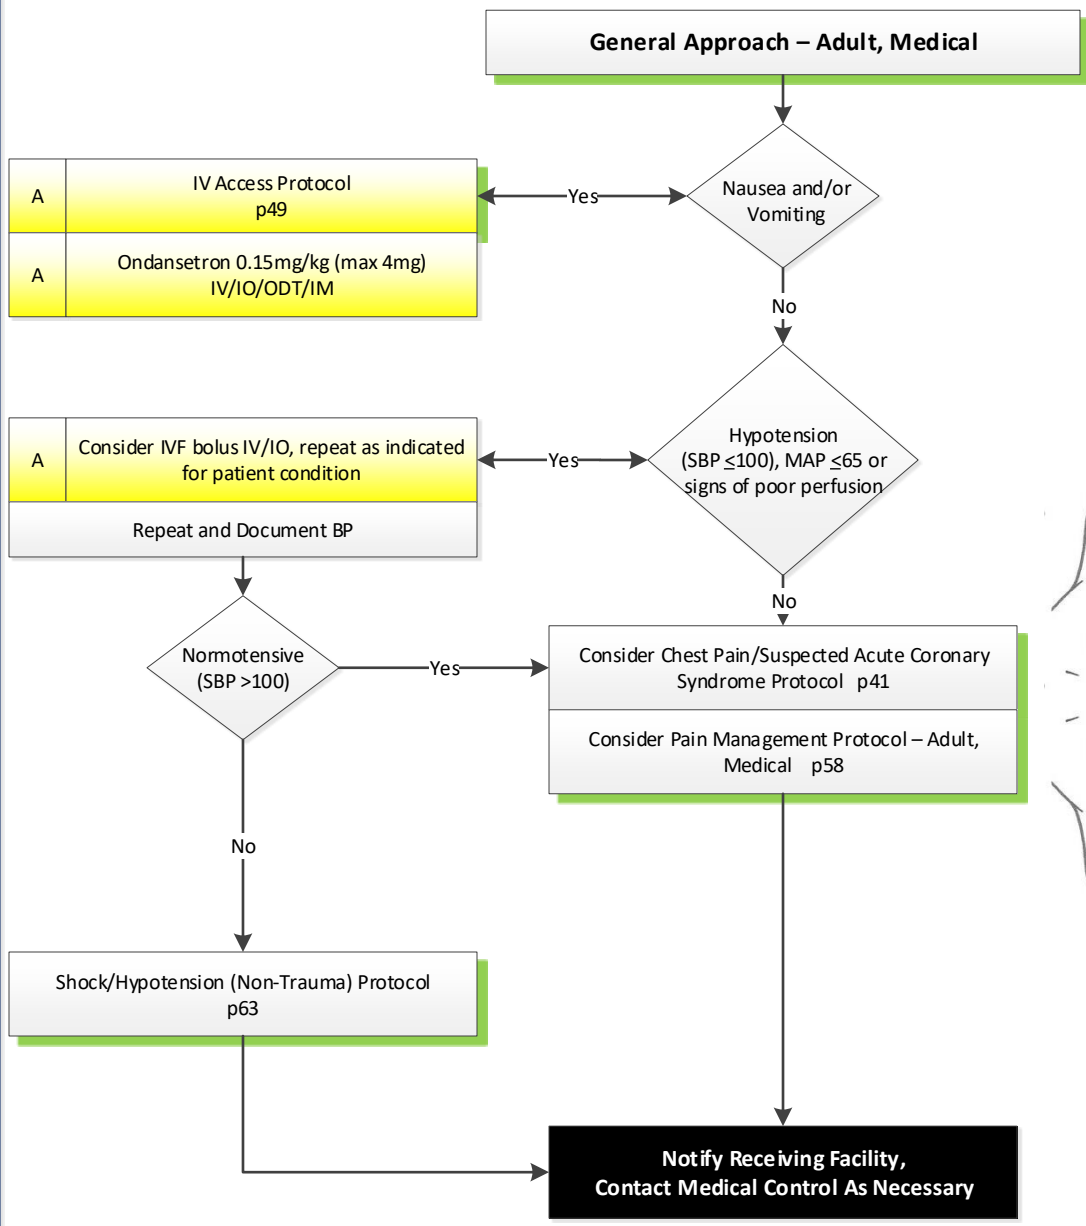 General Approach – Adult, Medical
Nausea and/or
Vomiting
Yes
A
IV Access Protocol
p49
A
Ondansetron 0.15mg/kg (max 4mg)
IV/IO/ODT/IM
No
Hypotension
(SBP ≤100), MAP ≤65 or
signs of poor perfusion
Yes
A
Consider IVF bolus IV/IO, repeat as indicated
for patient condition
Repeat and Document BP
No
Normotensive
(SBP >100)
Yes
Consider Chest Pain/Suspected Acute Coronary
Syndrome Protocol p41
Consider Pain Management Protocol – Adult,
Medical p58
No
Shock/Hypotension (Non-Trauma) Protocol
p63
Notify Receiving Facility,
Contact Medical Control As Necessary